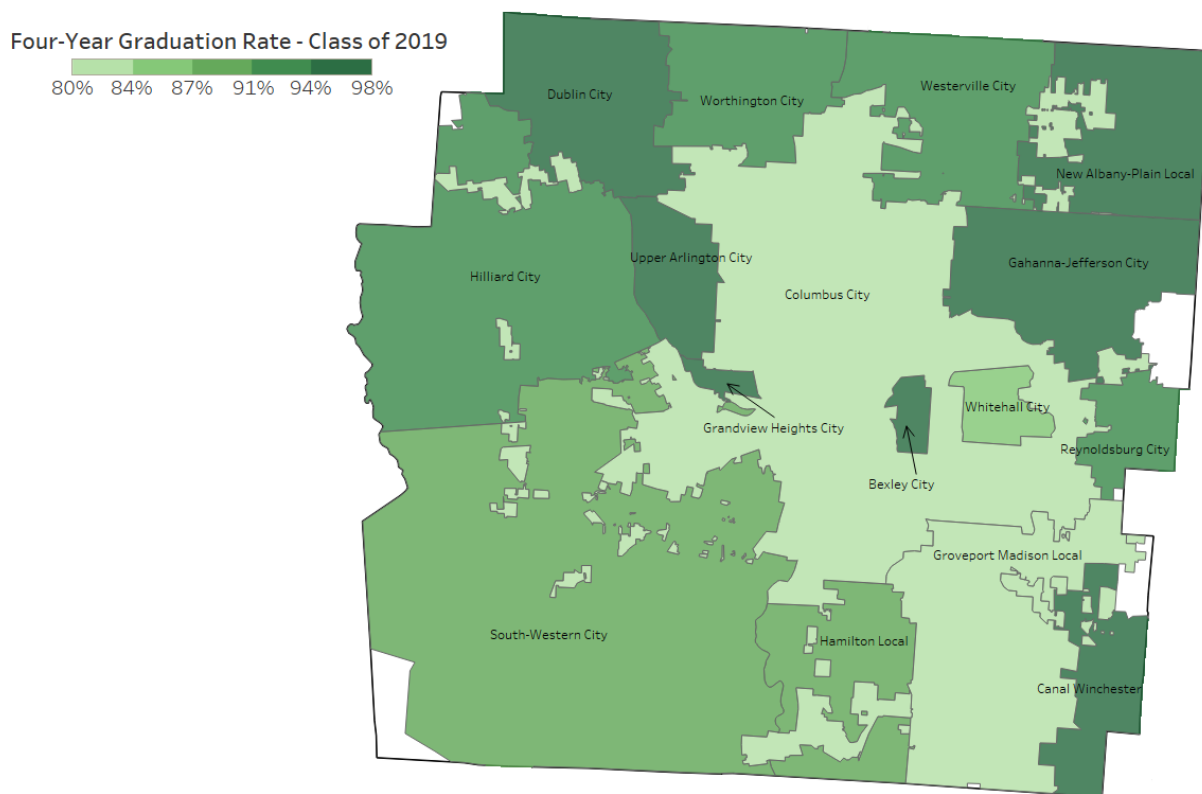 Four-Year Graduation Rate - Class of 2019
80% 84% 87% 91% 94% 98%
Dublin City
Worthington City
Westerville City
New Albany-Plain Local
Upper Arlington City
Gahanna-Jefferson City
Hilliard City
Columbus City
Whitehall City
Grandview Heights City
Reynoldsburg City
Bexley City
Groveport Madison Local
South-Western City
Hamilton Local
Canal Winchester